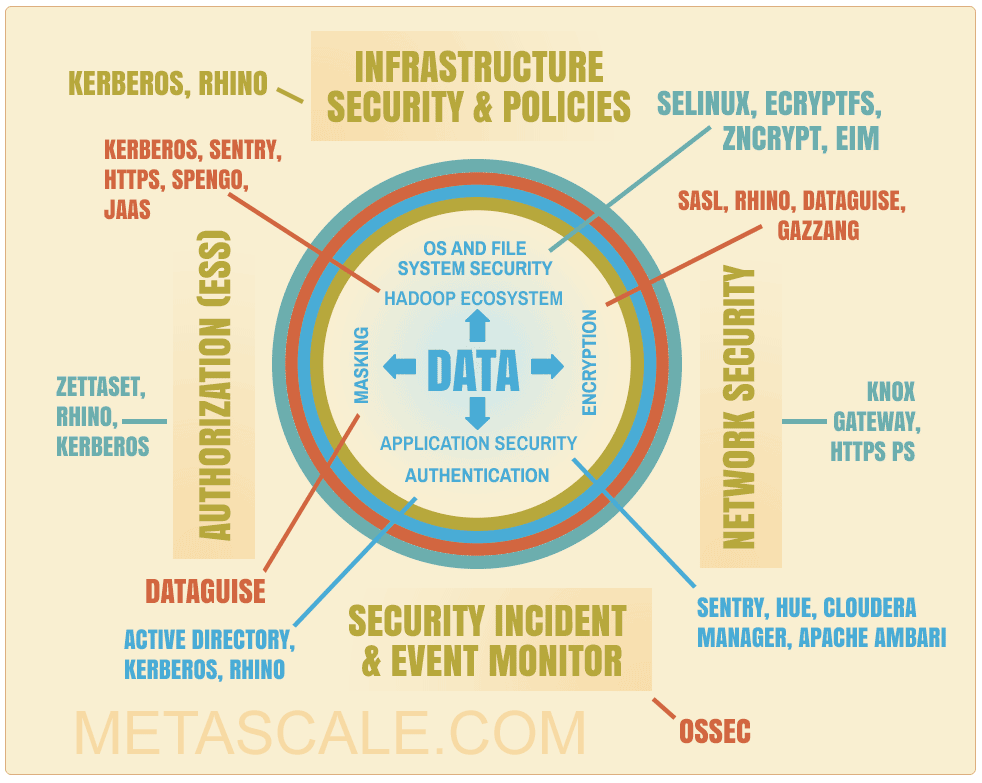 INFRASTRUCTURE
SECURITY & POLICIES
KERBEROS, RHINO
SELINUX, ECRYPTFS,
ZNCRYPT, EIM
KERBEROS, SENTRY,
HTTPS, SPENGO,
JAAS
SASL, RHINO, DATAGUISE,
GAZZANG
OS AND FILE
SYSTEM SECURITY
HADOOP ECOSYSTEM
MASKING
DATA
ENCRYPTION
APPLICATION SECURITY
AUTHENTICATION
AUTHORIZATION (ESS)
NETWORK SECURITY
ZETTASET,
RHINO,
KERBEROS
KNOX
GATEWAY,
HTTPS PS
DATAGUISE
ACTIVE DIRECTORY,
KERBEROS, RHINO
SECURITY INCIDENT
& EVENT MONITOR
SENTRY, HUE, CLOUDERA
MANAGER, APACHE AMBARI
OSSEC
METASCALE.COM